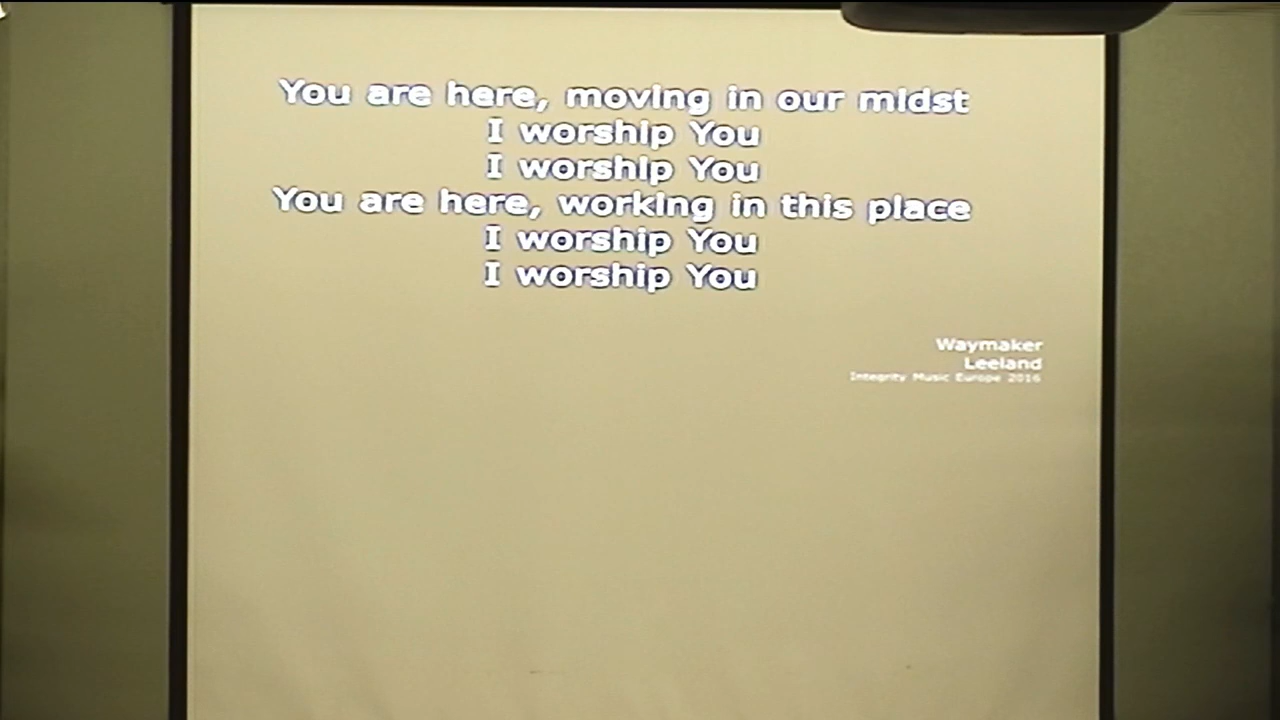 You are here, moving in our midst
I worship You
I worship You
You are here, working in this place
I worship You
I worship You
Waymaker
Leeland
Integrity Music Europe 2016